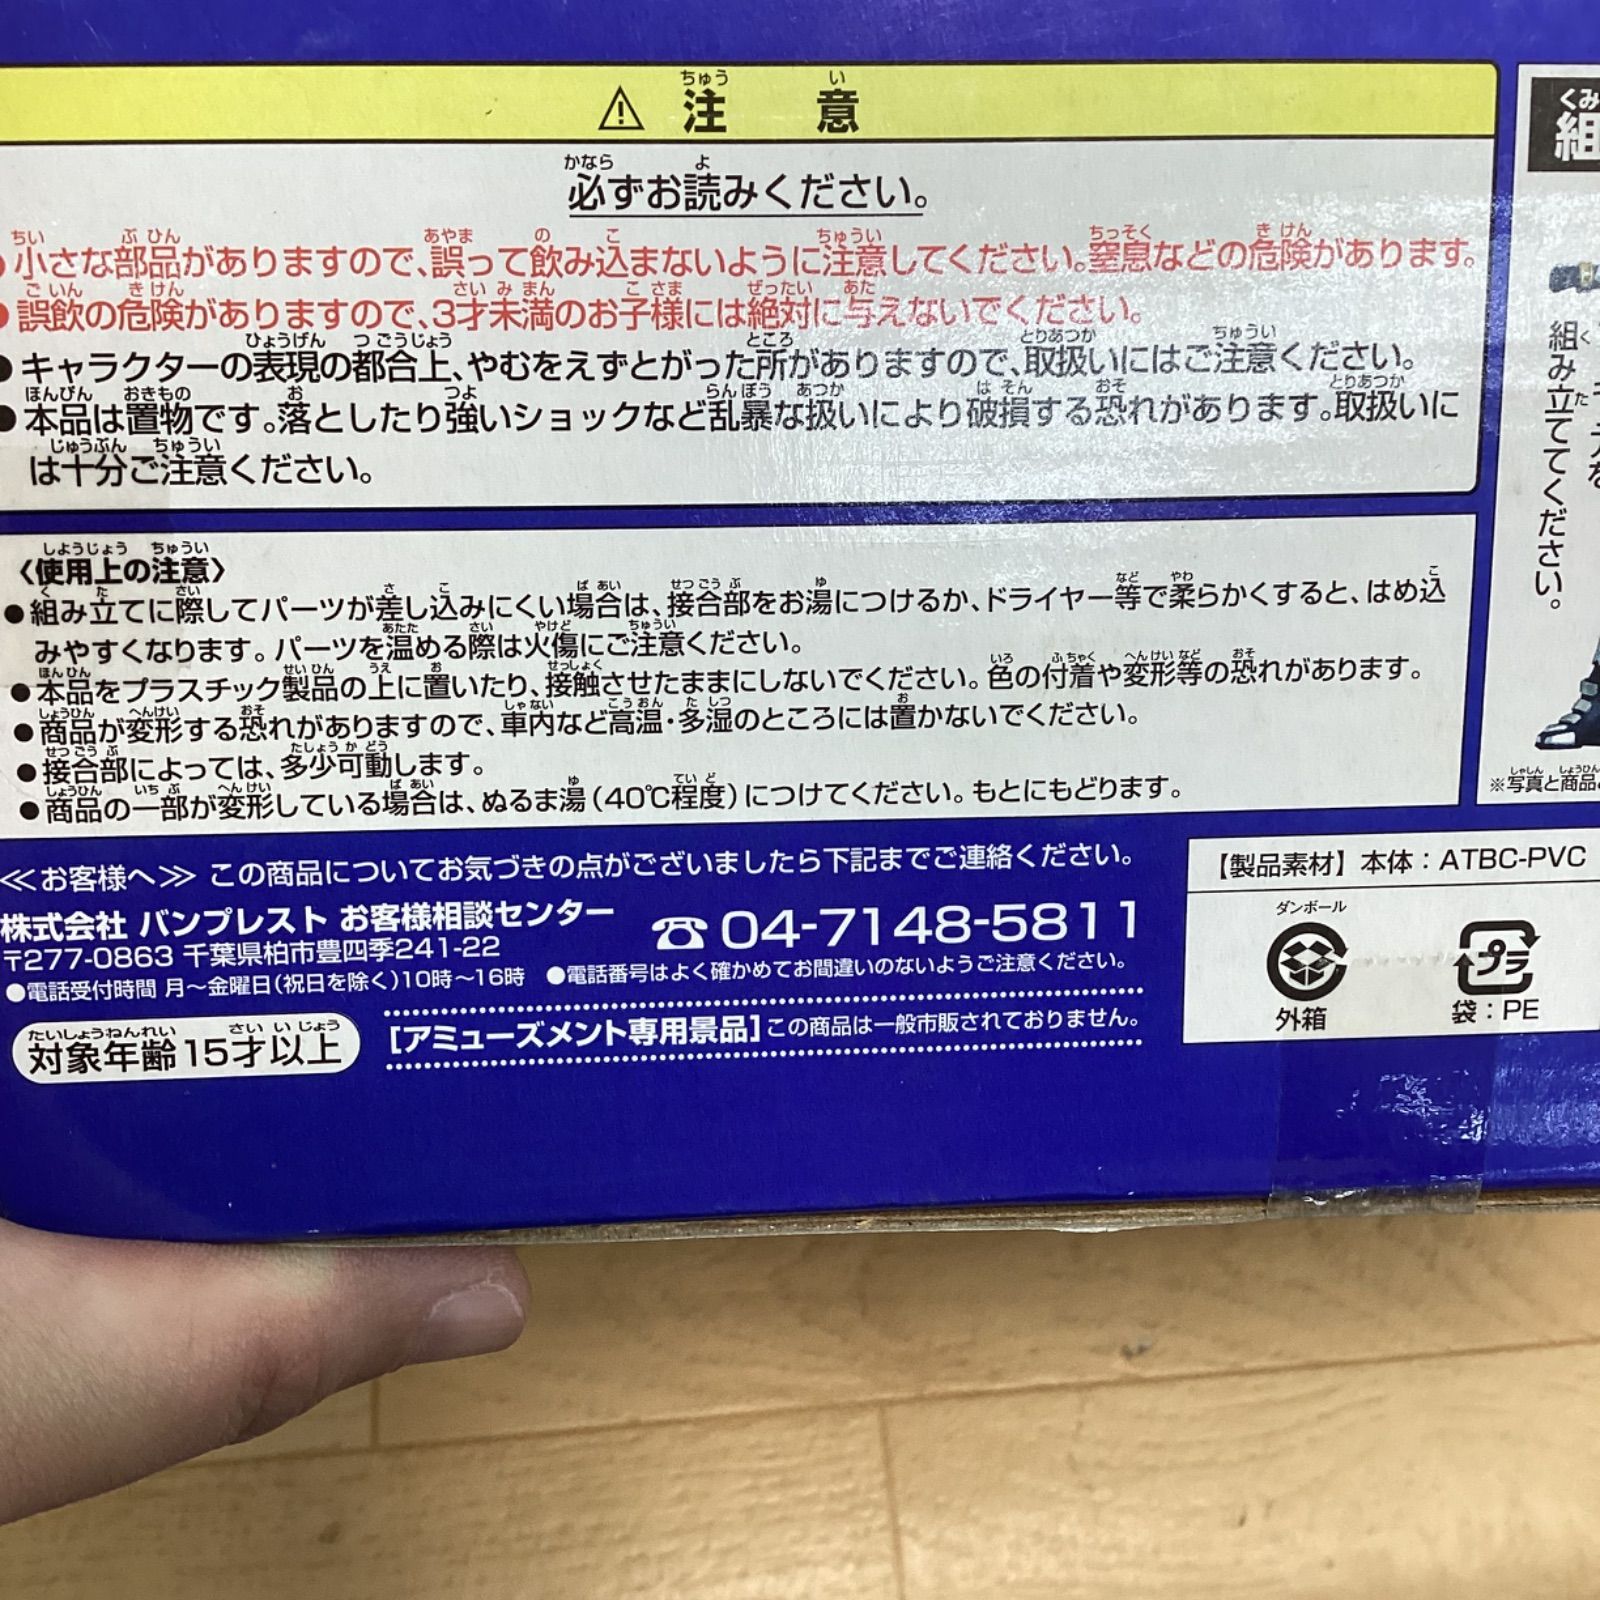 ⚠ 注意
必ずお読みください。
●小さな部品がありますので、誤って飲み込まないように注意してください。窒息などの危険があります。
●誤飲の危険がありますので、3才未満のお子様には絶対に与えないでください。
●キャラクターの表現の都合上、やむをえずとがった所がありますので、取扱いにはご注意ください。
●本品は置物です。落としたり強いショックなど乱暴な扱いにより破損する恐れがあります。取扱いに
は十分ご注意ください。
〈使用上の注意〉
●組み立てに際してパーツが差し込みにくい場合は、接合部をお湯につけるか、ドライヤー等で柔らかくすると、はめ込
みやすくなります。パーツを温める際は火傷にご注意ください。
●本品をプラスチック製品の上に置いたり、接触させたままにしないでください。色の付着や変形等の恐れがあります。
●商品が変形する恐れがありますので、車内など高温・多湿のところには置かないでください。
●接合部によっては、多少可動します。
●商品の一部が変形している場合は、ぬるま湯(40℃程度)につけてください。もとにもどります。
≪お客様へ≫ この商品についてお気づきの点がございましたら下記までご連絡ください。
株式会社 バンプレスト お客様相談センター
☎04-7148-5811
〒277-0863 千葉県柏市豊四季241-22
●電話受付時間 月～金曜日(祝日を除く)10時～16時 ●電話番号はよく確かめてお間違いのないようご注意ください。
対象年齢15才以上
[アミューズメント専用景品]この商品は一般市販されておりません。
組
組み立ててください。
※写真と商品
【製品素材】本体：ATBC-PVC
ダンボール
外箱
プラ
袋：PE